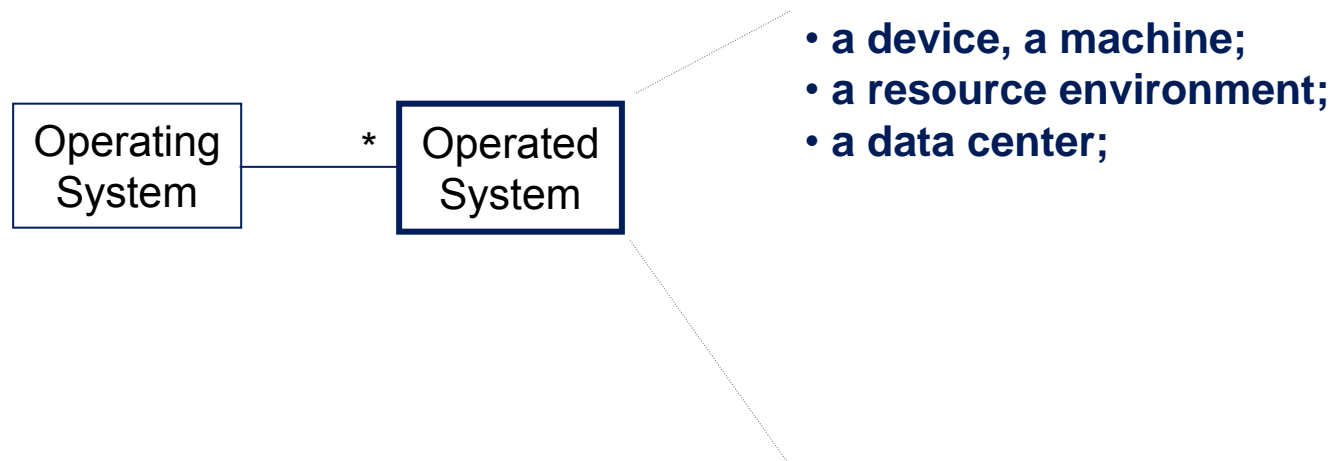 Operating
System
*
Operated
System
• a device, a machine;
• a resource environment;
• a data center;